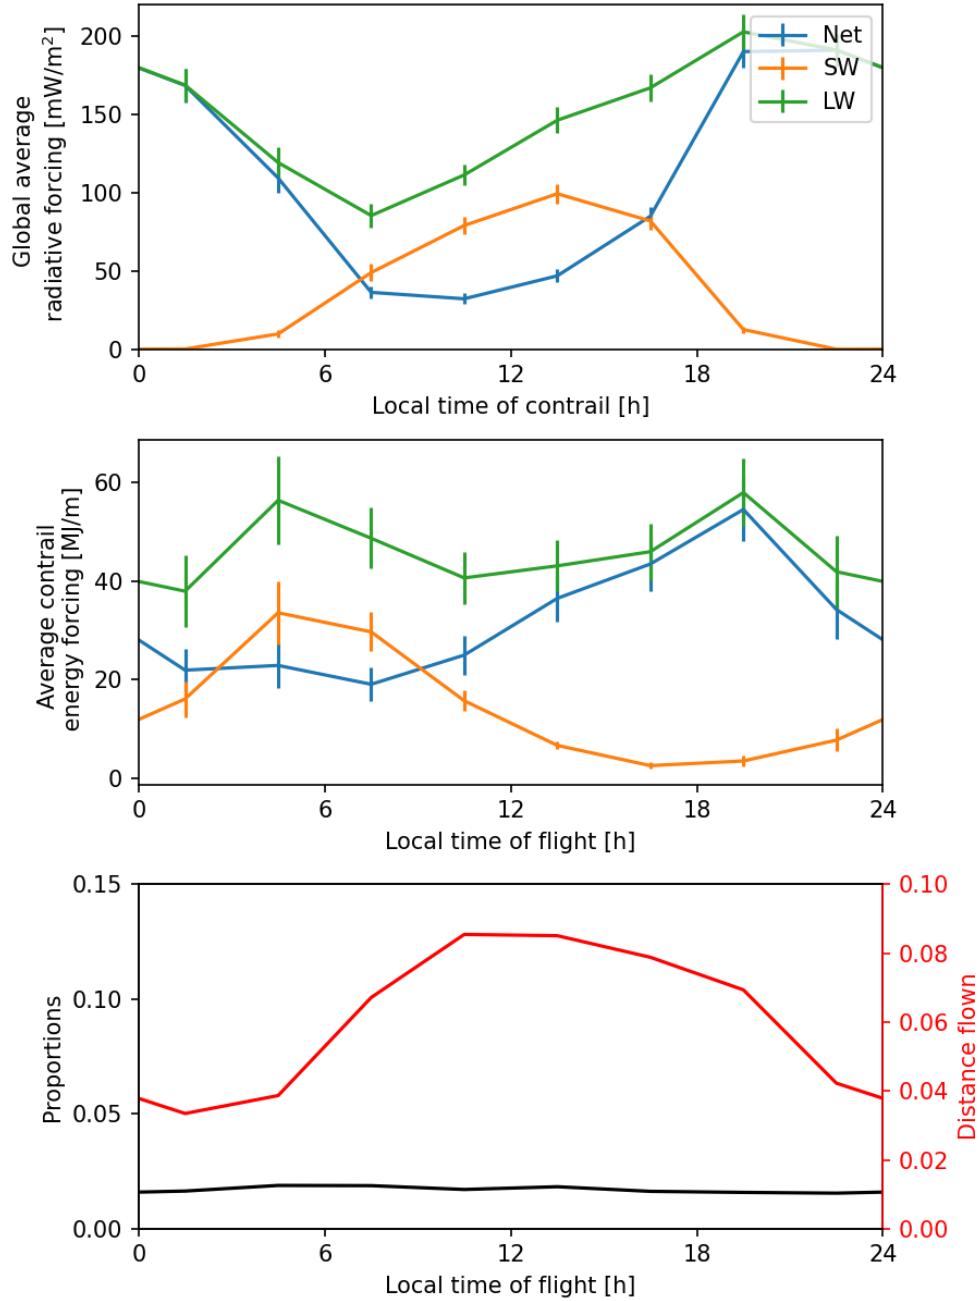 Global average
radiative forcing [mW/m²]
200
150
100
50
0
Net
SW
LW
0 6 12 18 24
Local time of contrail [h]
Average contrail
energy forcing [MJ/m]
60
40
20
0
0 6 12 18 24
Local time of flight [h]
Proportions
0.15
0.10
0.05
0.00
0.10
0.08
0.06
0.04
0.02
0.00
Distance flown
0 6 12 18 24
Local time of flight [h]